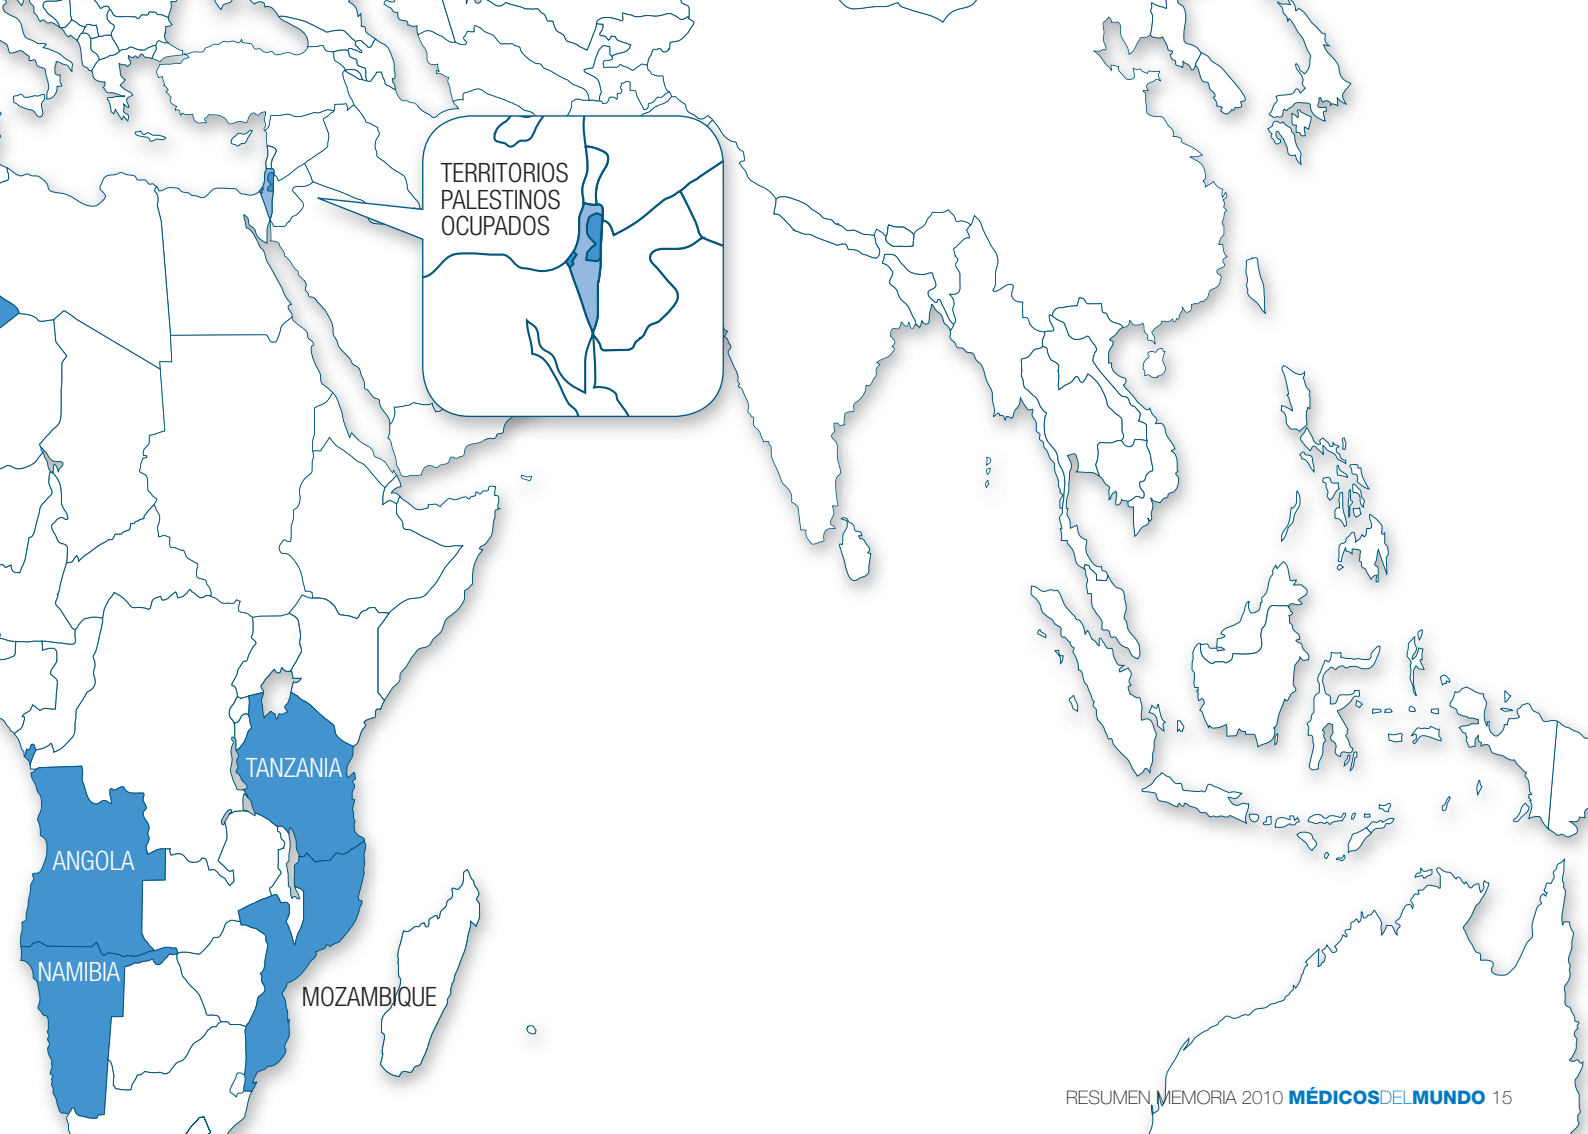 TERRITORIOS
PALESTINOS
OCUPADOS
TANZANIA
ANGOLA
NAMIBIA
MOZAMBIQUE
RESUMEN MEMORIA 2010 MÉDICOSDELMUNDO 15